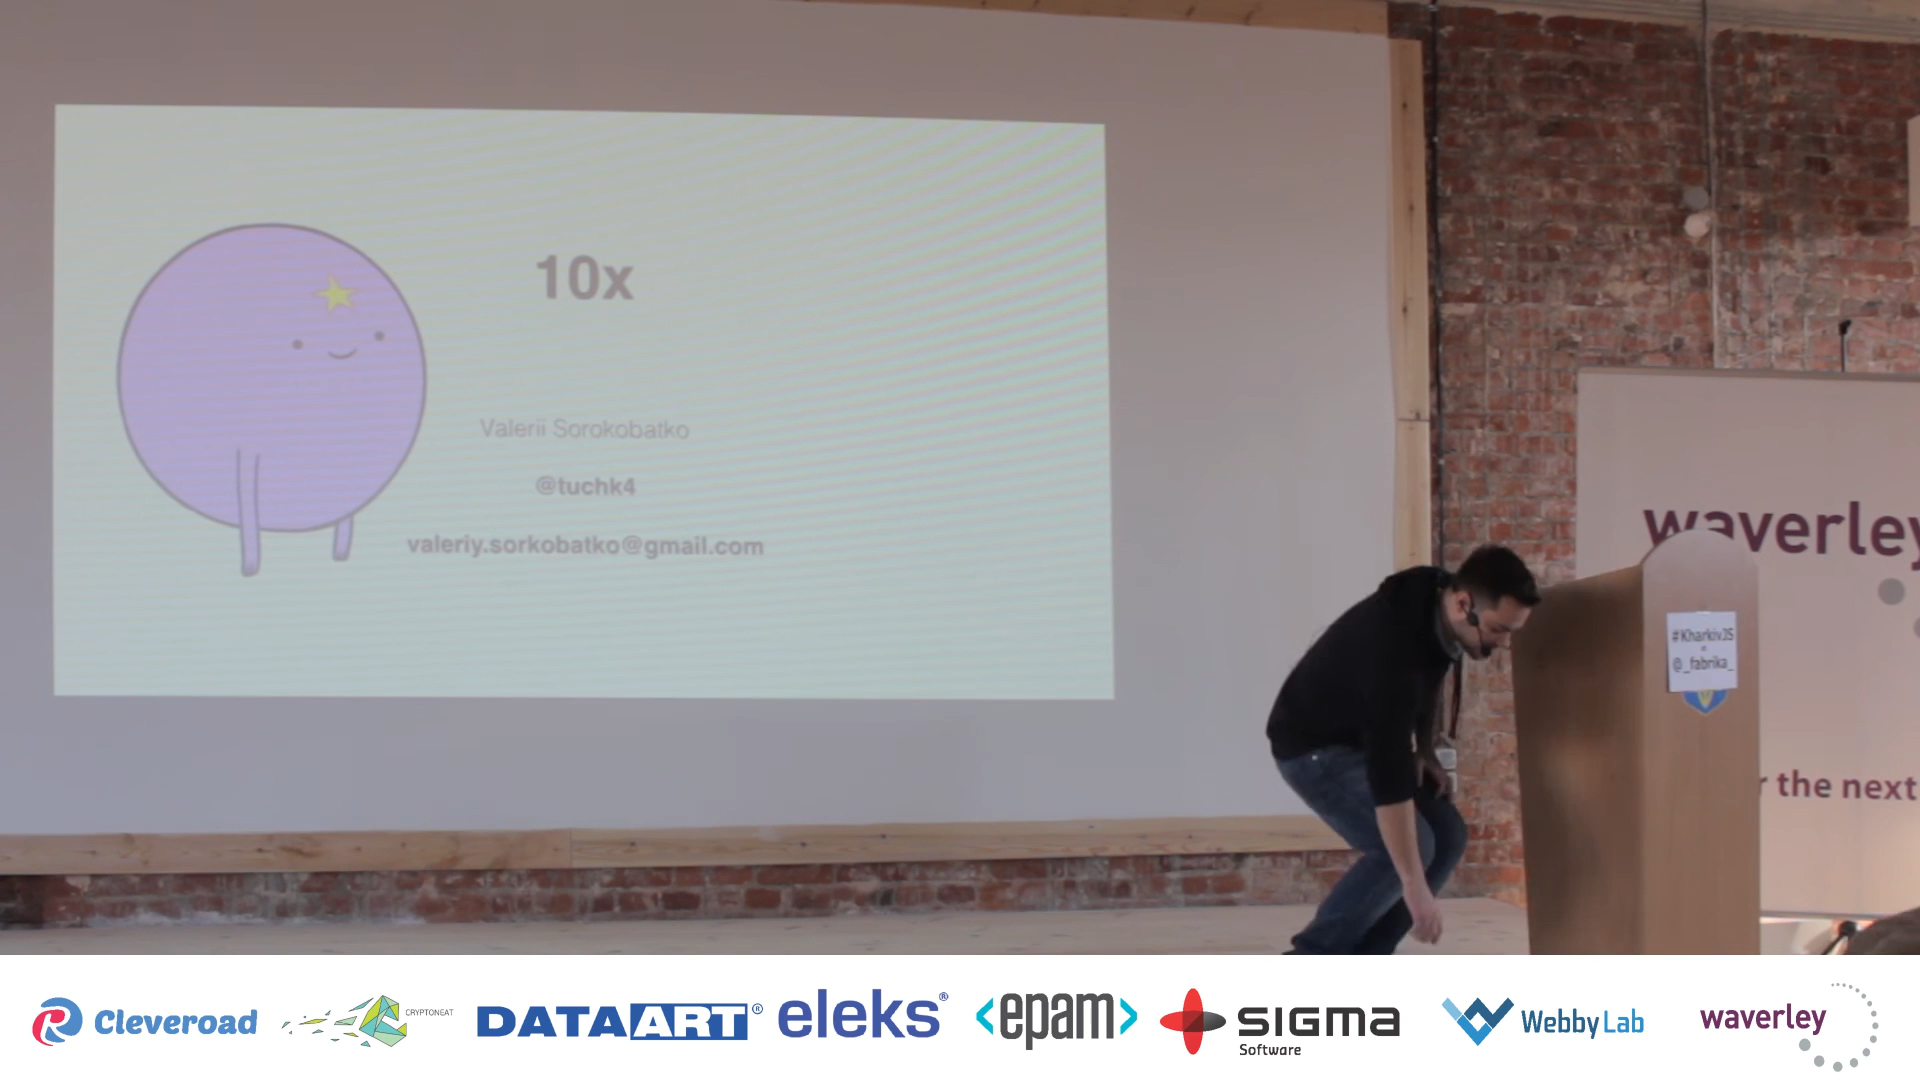 10x
Valerii Sorokobatko
@tuchk4
valeriy.sorkobatko@gmail.com
waverley
#KharkivJS
at
@_fabrika_
r the next
Cleveroad
CRYPTONEAT
DATAART®
eleks®
<epam>
SIGMA
Software
WebbyLab
waverley